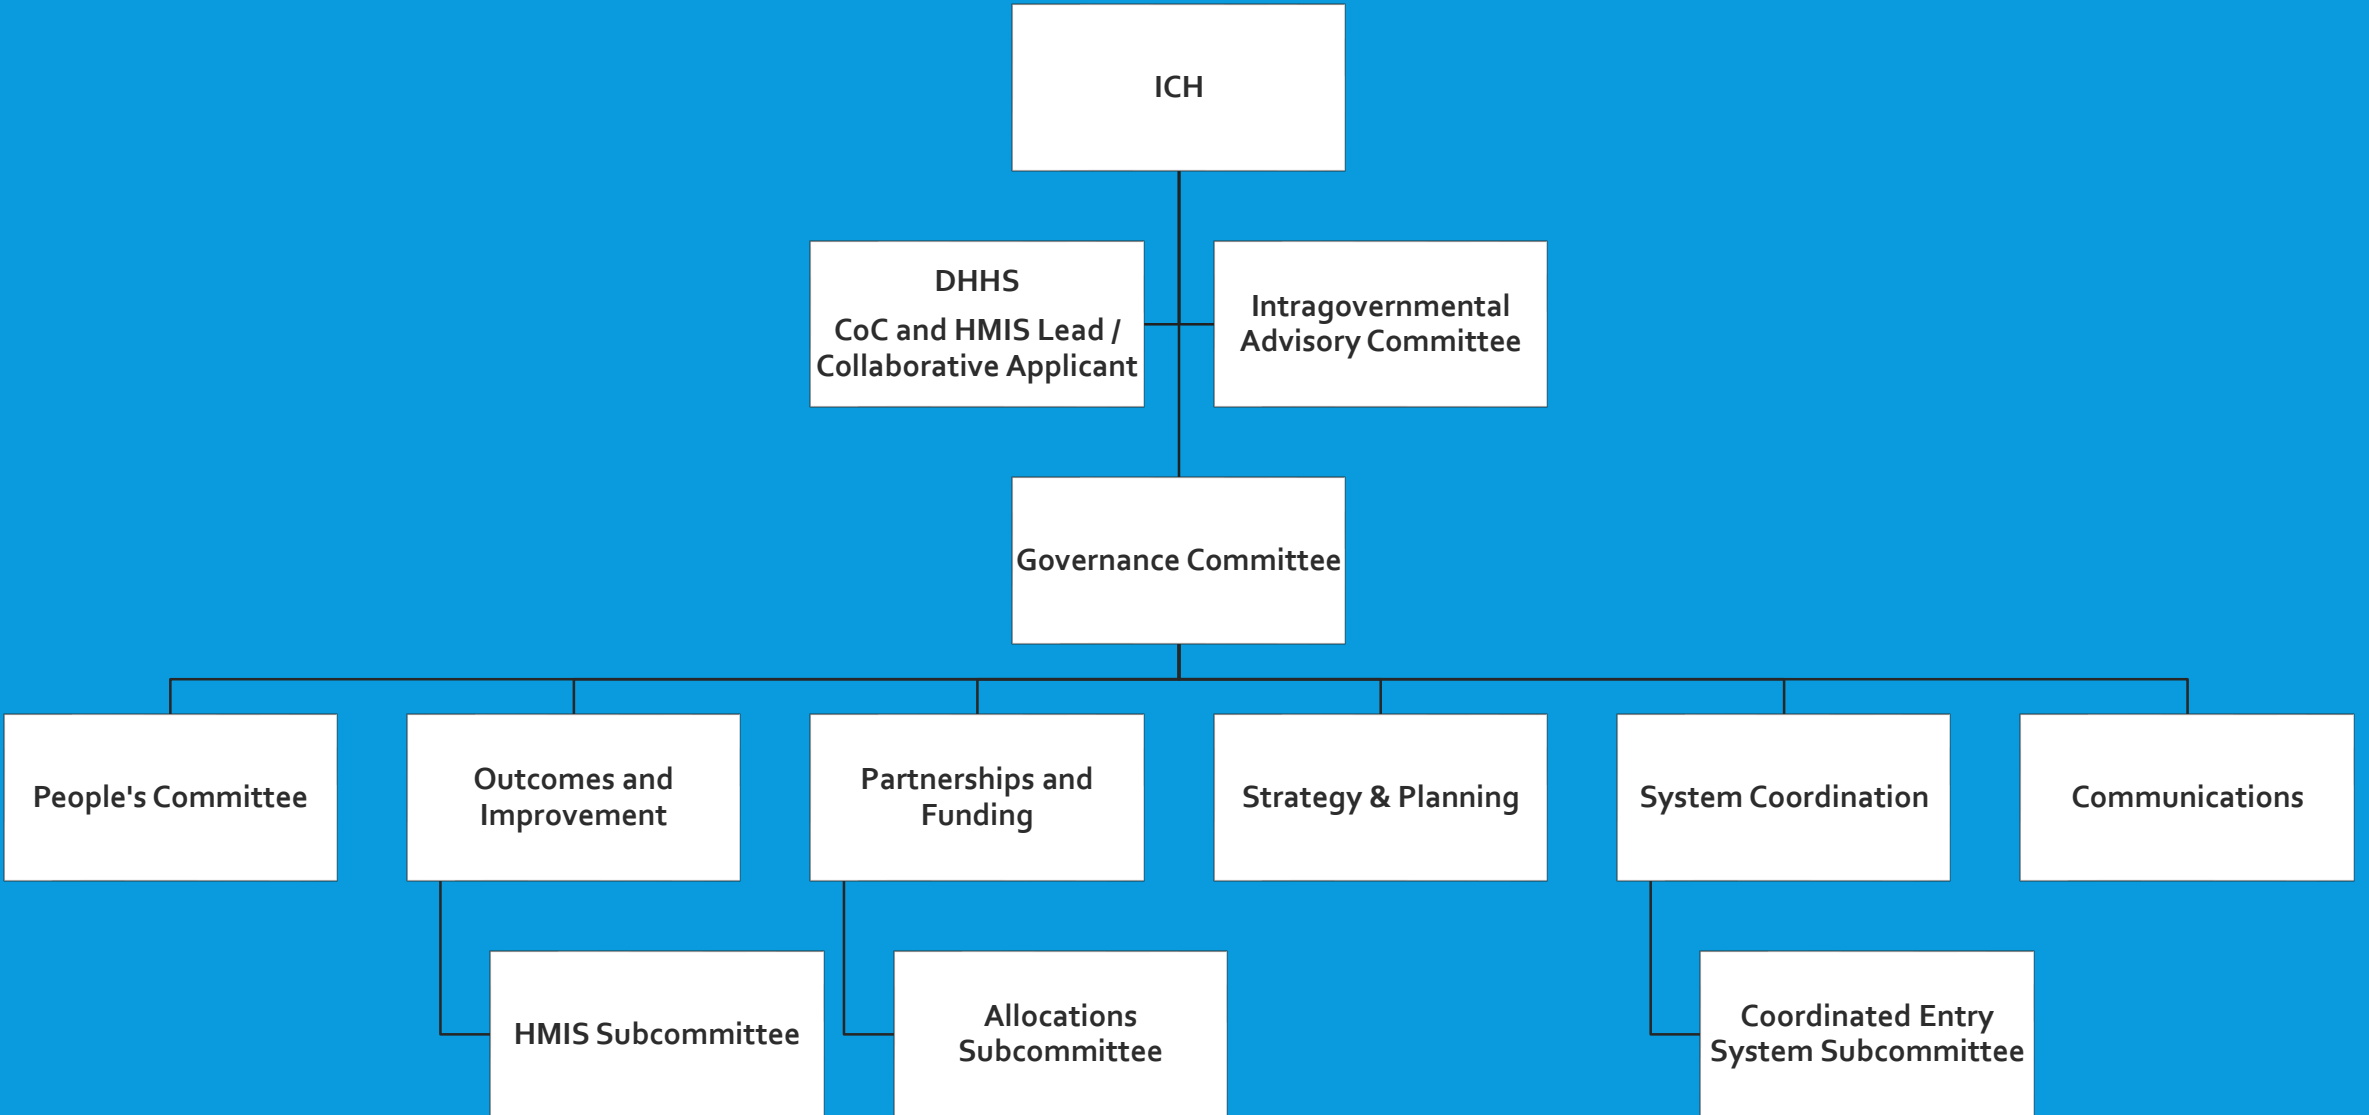 ICH
DHHS
CoC and HMIS Lead /
Collaborative Applicant
Intragovernmental
Advisory Committee
Governance Committee
People's Committee
Outcomes and
Improvement
Partnerships and
Funding
Strategy & Planning
System Coordination
Communications
HMIS Subcommittee
Allocations
Subcommittee
Coordinated Entry
System Subcommittee